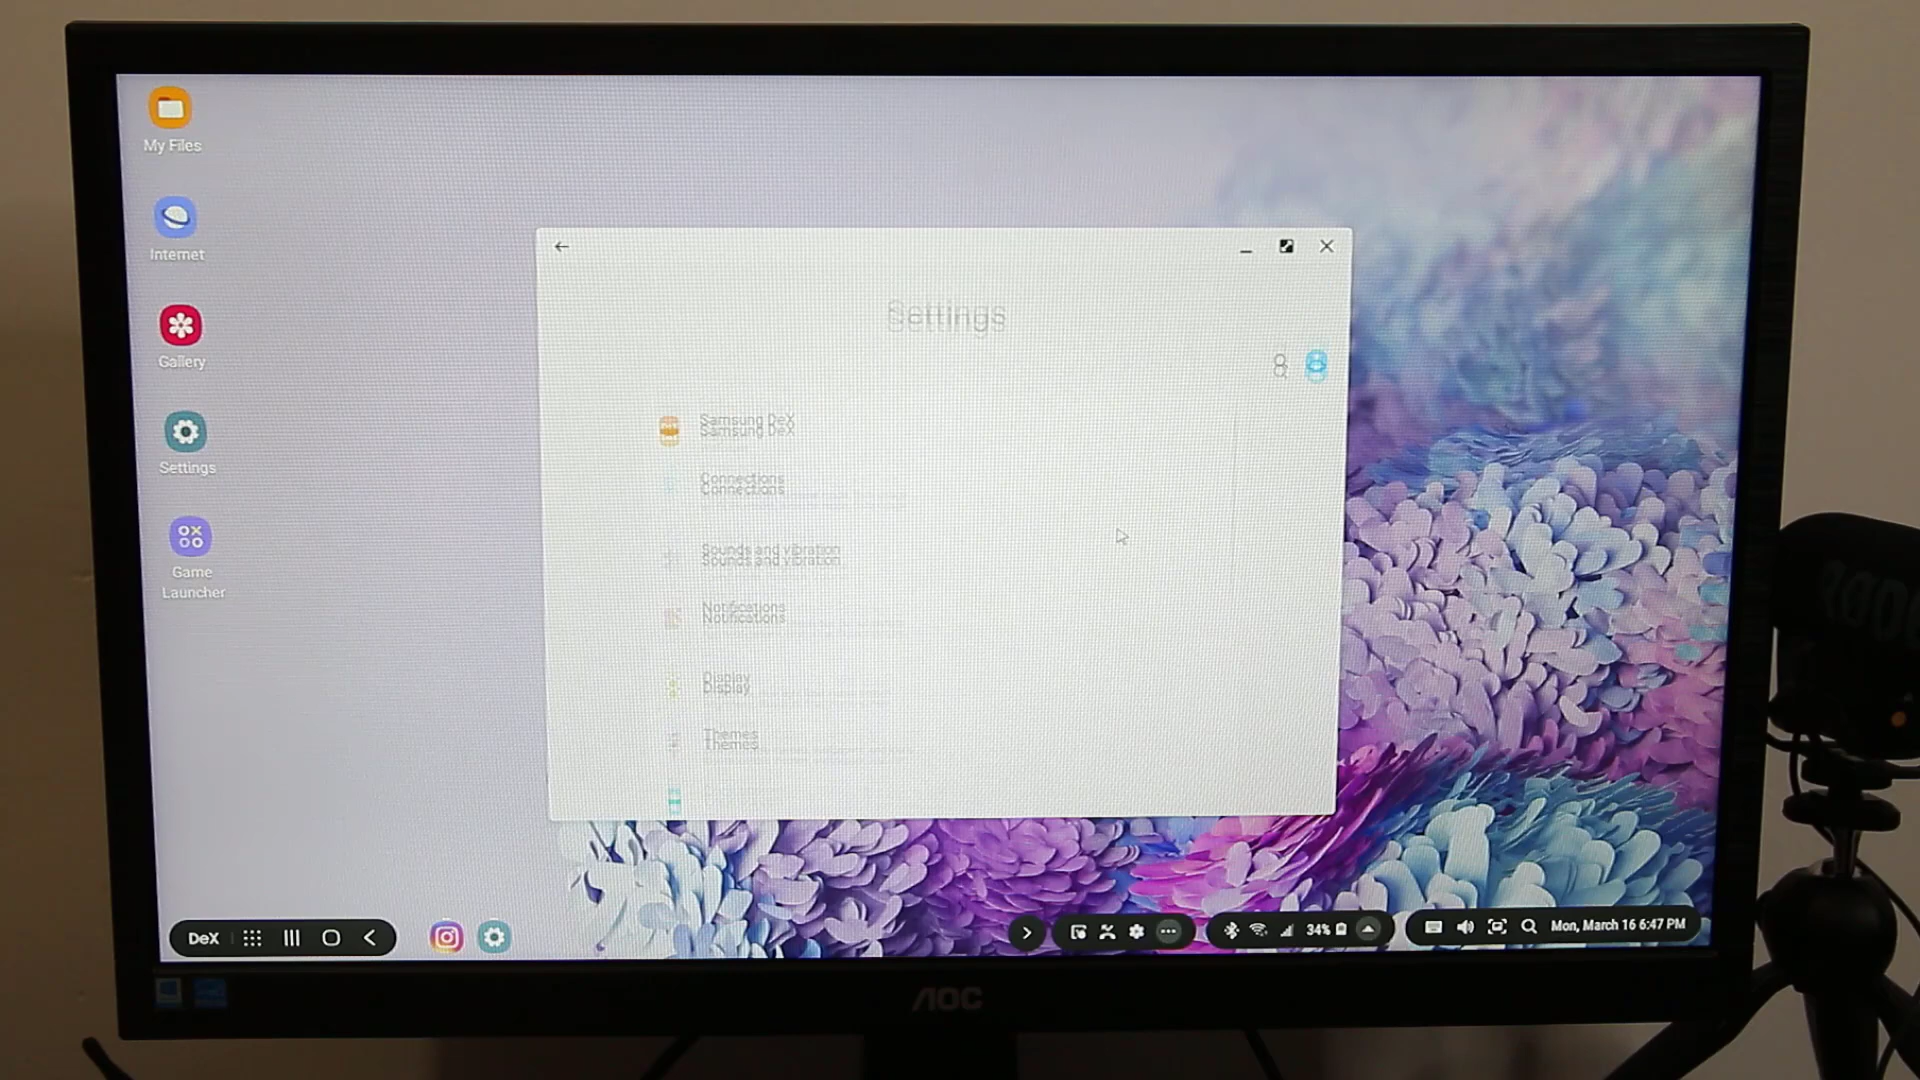 My Files
Internet
Gallery
Settings
Game
Launcher
Settings
Samsung DeX
Connections
Sounds and vibration
Notifications
Display
Themes
DeX
34%
Mon, March 16 6:47 PM
AOC